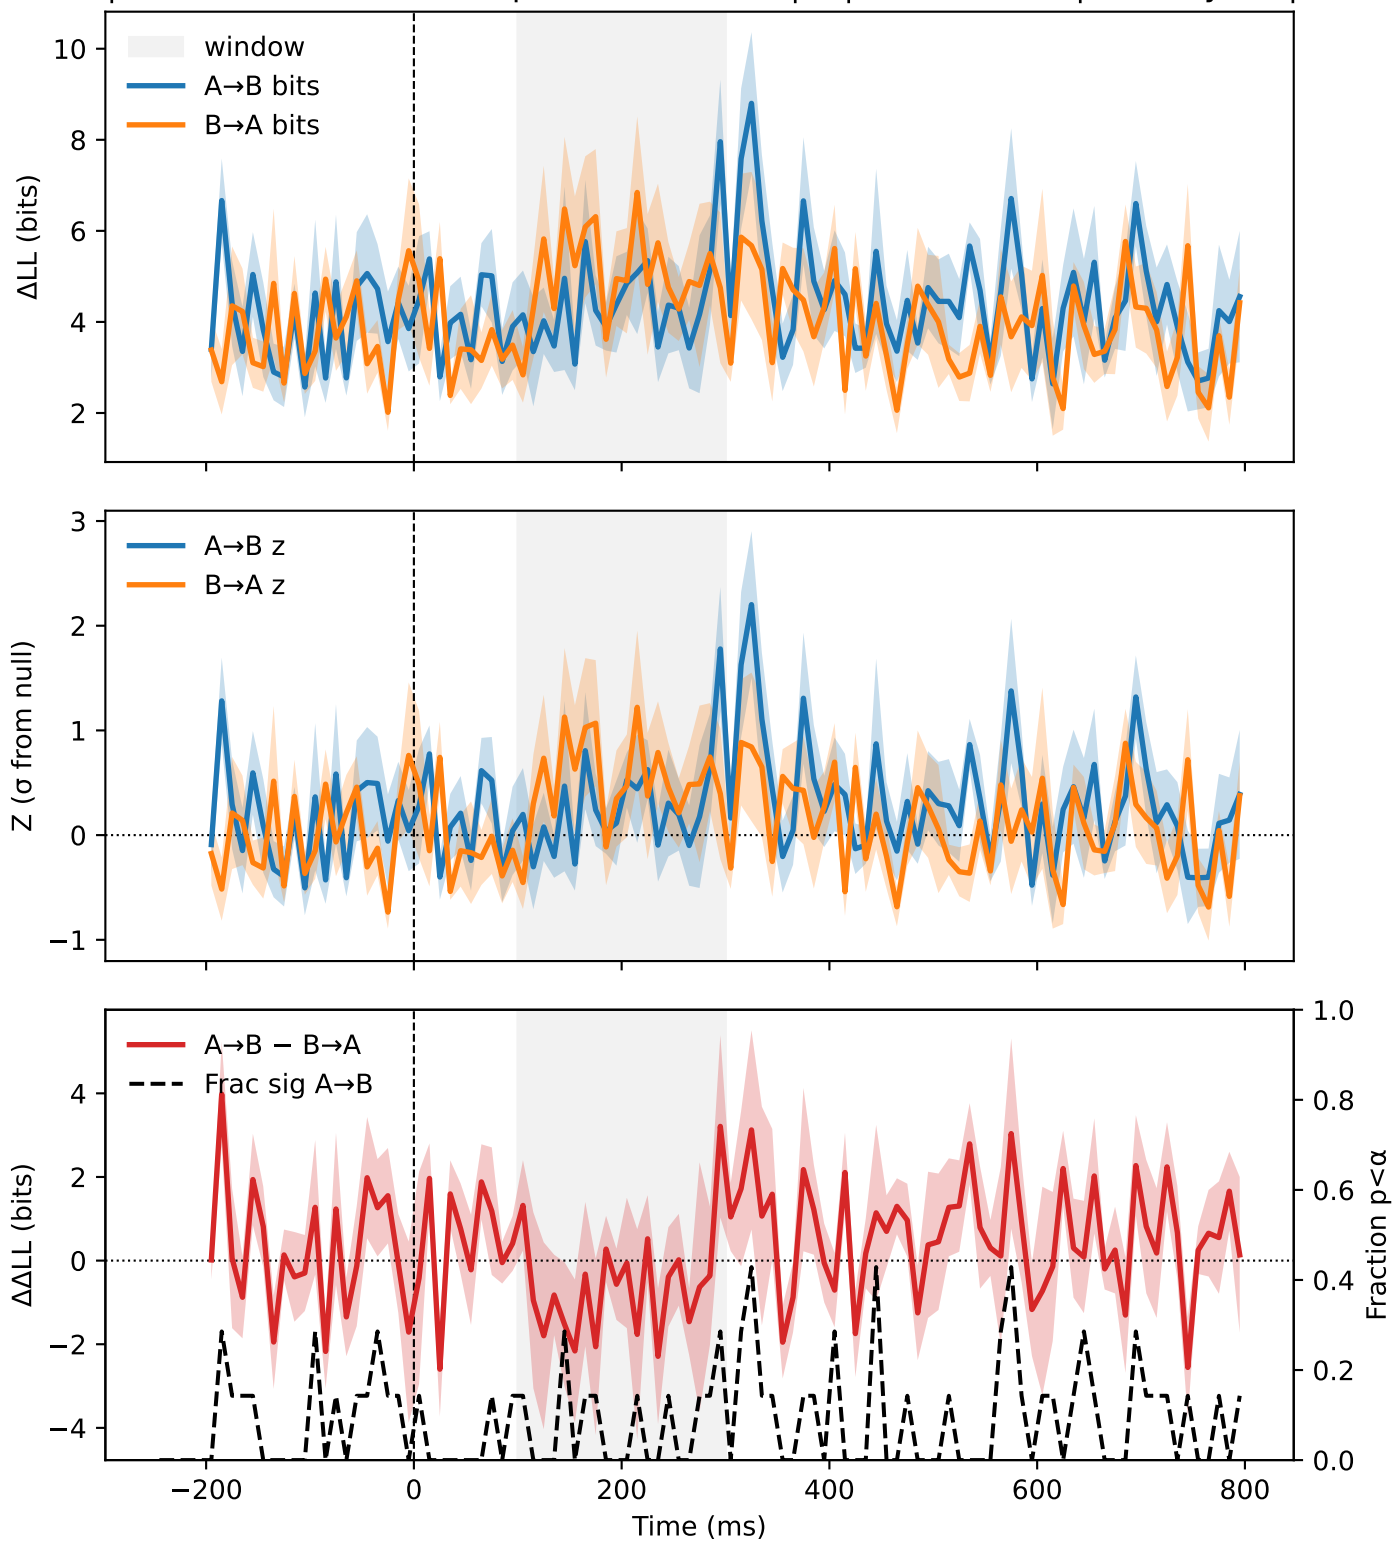 10
8
6
4
2
ΔLL (bits)
window
A→B bits
B→A bits
3
2
1
0
−1
Z (σ from null)
A→B z
B→A z
4
2
0
−2
−4
ΔΔLL (bits)
A→B − B→A
Frac sig A→B
1.0
0.8
0.6
0.4
0.2
0.0
Fraction p<α
−200 0 200 400 600 800
Time (ms)